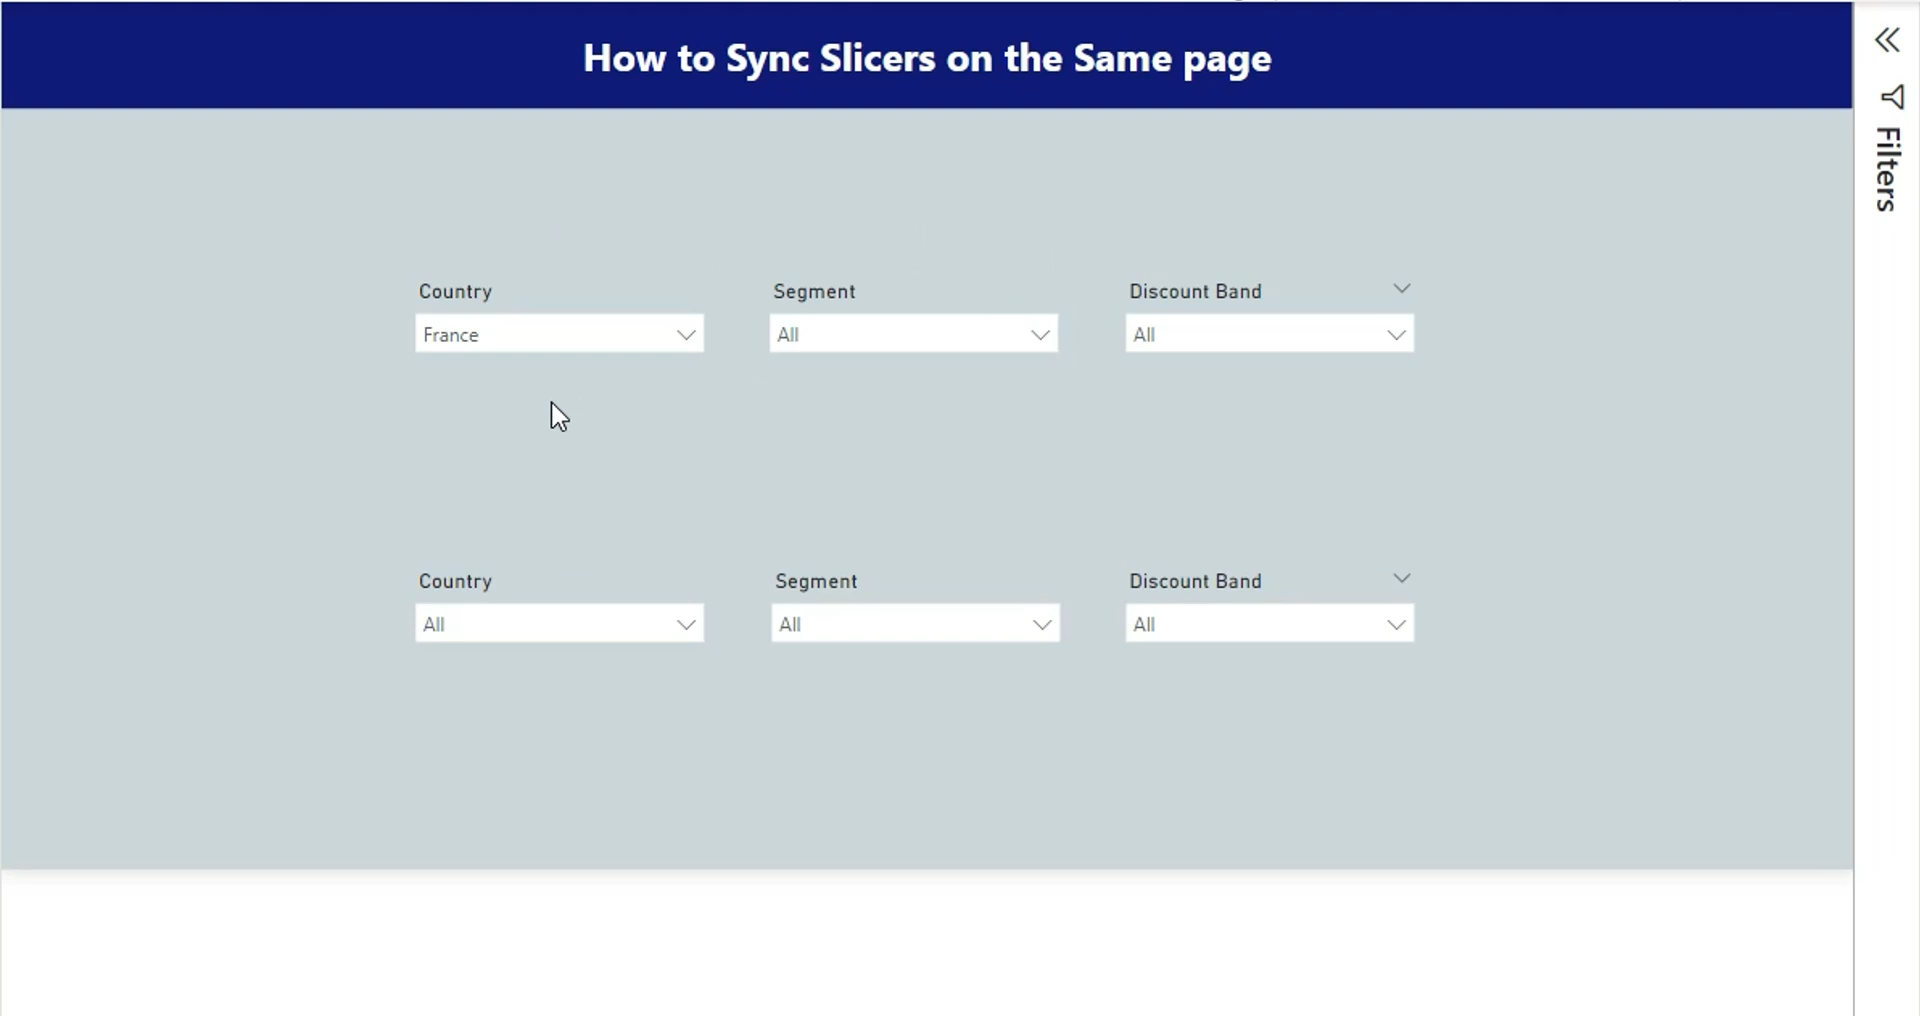 How to Sync Slicers on the Same page
Filters
Country
Segment
Discount Band
France
All
All
Country
Segment
Discount Band
All
All
All